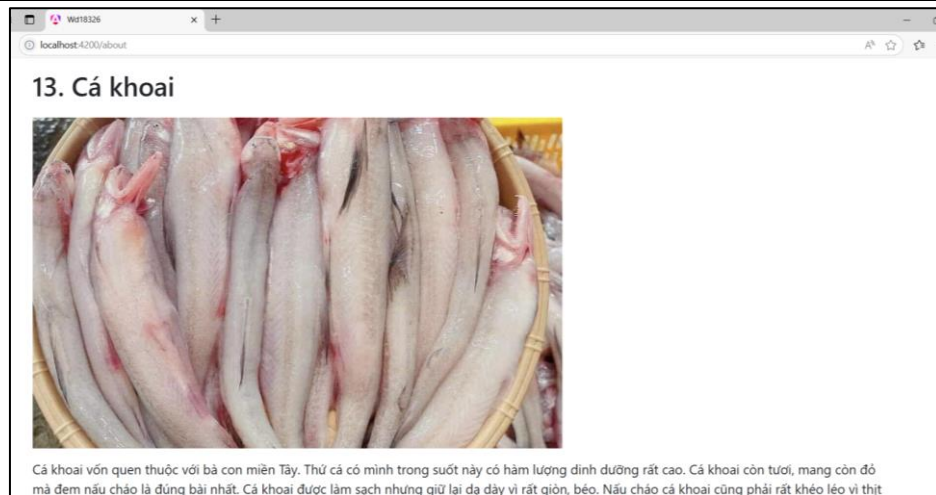 Wd18326
localhost:4200/about
13. Cá khoai
Cá khoai vốn quen thuộc với bà con miền Tây. Thứ cá có mình trong suốt này có hàm lượng dinh dưỡng rất cao. Cá khoai còn tươi, mang còn đỏ
mà đem nấu cháo là đúng bài nhất. Cá khoai được làm sạch nhưng giữ lại dạ dày vì rất giòn, béo. Nấu cháo cá khoai cũng phải rất khéo léo vì thịt